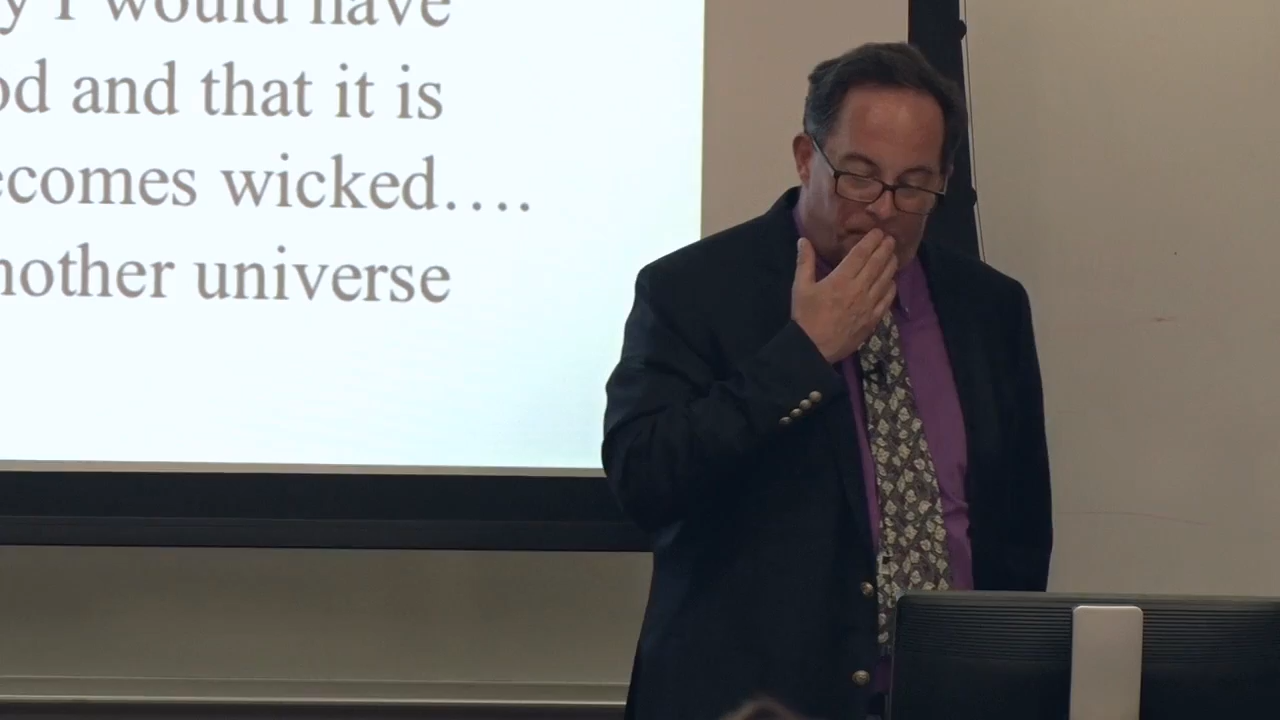 y I would have
od and that it is
ecomes wicked….
nother universe